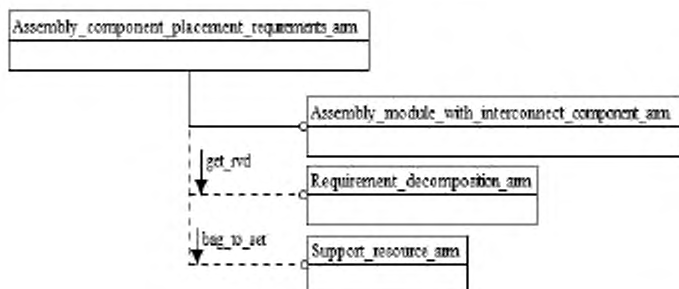 Assembly_component_placement_requirements_arm
Assembly_module_with_interconnect_component_arm
get_rvd
Requirement_decomposition_arm
bag_to_set
Support_resource_arm